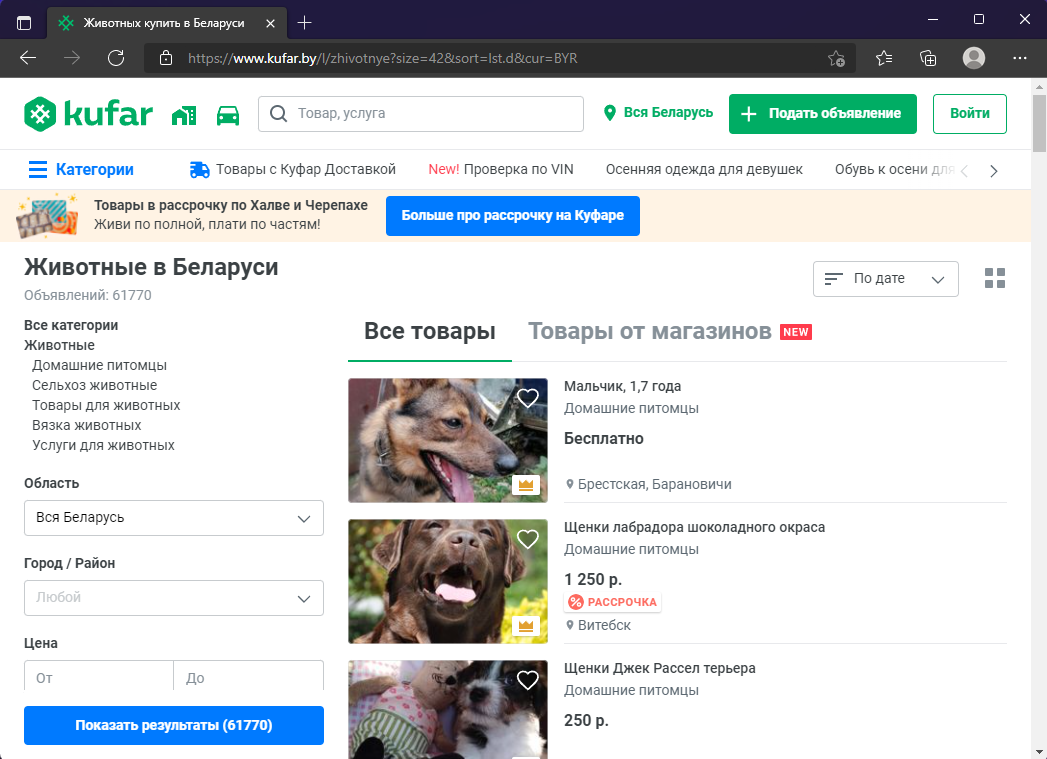 Животных купить в Беларуси
https://www.kufar.by/l/zhivotnye?size=42&sort=lst.d&cur=BYR
kufar
Товар, услуга
Вся Беларусь
Подать объявление
Войти
Категории
Товары с Куфар Доставкой
New! Проверка по VIN
Осенняя одежда для девушек
Обувь к осени для
Товары в рассрочку по Халве и Черепахе
Живи по полной, плати по частям!
Больше про рассрочку на Куфаре
Животные в Беларуси
Объявлений: 61770
По дате
Все категории
Животные
Домашние питомцы
Сельхоз животные
Товары для животных
Вязка животных
Услуги для животных
Область
Вся Беларусь
Город / Район
Любой
Цена
От
До
Показать результаты (61770)
Все товары
Товары от магазинов NEW
Мальчик, 1,7 года
Домашние питомцы
Бесплатно
Брестская, Барановичи
Щенки лабрадора шоколадного окраса
Домашние питомцы
1 250 р.
РАССРОЧКА
Витебск
Щенки Джек Рассел терьера
Домашние питомцы
250 р.